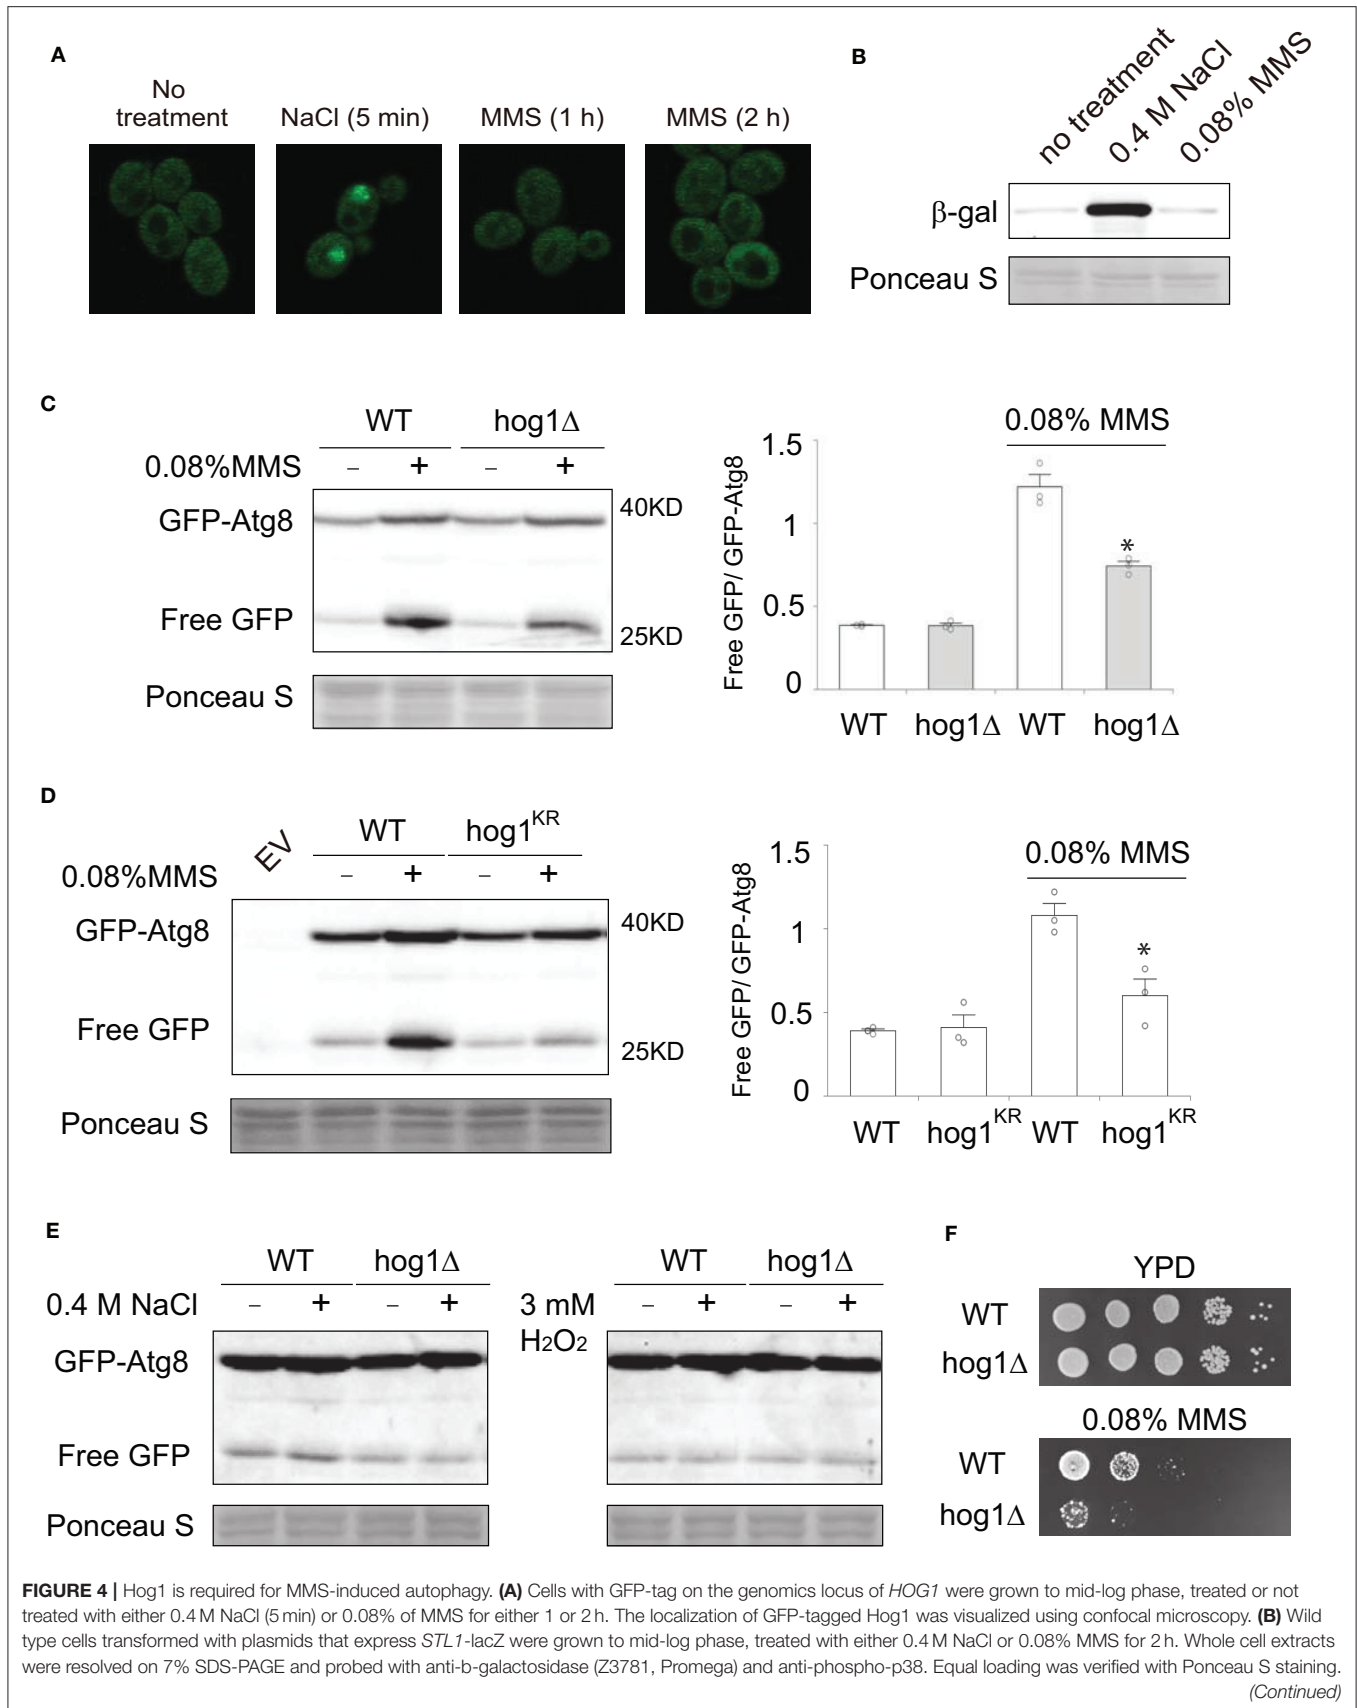 A
No
treatment
NaCl (5 min)
MMS (1 h)
MMS (2 h)
B
no treatment
0.4 M NaCl
0.08% MMS
β-gal
Ponceau S
C
WT hog1Δ
0.08%MMS – + – +
GFP-Atg8
40KD
Free GFP
25KD
Ponceau S
Free GFP/ GFP-Atg8
0.08% MMS
1.5
1
0.5
0
*
WT hog1Δ WT hog1Δ
D
EV
WT hog1KR
0.08%MMS – + – +
GFP-Atg8
40KD
Free GFP
25KD
Ponceau S
Free GFP/ GFP-Atg8
0.08% MMS
1.5
1
0.5
0
*
WT hog1KR WT hog1KR
E
WT hog1Δ
0.4 M NaCl – + – +
GFP-Atg8
Free GFP
Ponceau S
WT hog1Δ
3 mM – + – +
H2O2
F
YPD
WT
hog1Δ
0.08% MMS
WT
hog1Δ
FIGURE 4 | Hog1 is required for MMS-induced autophagy. (A) Cells with GFP-tag on the genomics locus of HOG1 were grown to mid-log phase, treated or not
treated with either 0.4 M NaCl (5 min) or 0.08% of MMS for either 1 or 2 h. The localization of GFP-tagged Hog1 was visualized using confocal microscopy. (B) Wild
type cells transformed with plasmids that express STL1-lacZ were grown to mid-log phase, treated with either 0.4 M NaCl or 0.08% MMS for 2 h. Whole cell extracts
were resolved on 7% SDS-PAGE and probed with anti-b-galactosidase (Z3781, Promega) and anti-phospho-p38. Equal loading was verified with Ponceau S staining.
(Continued)